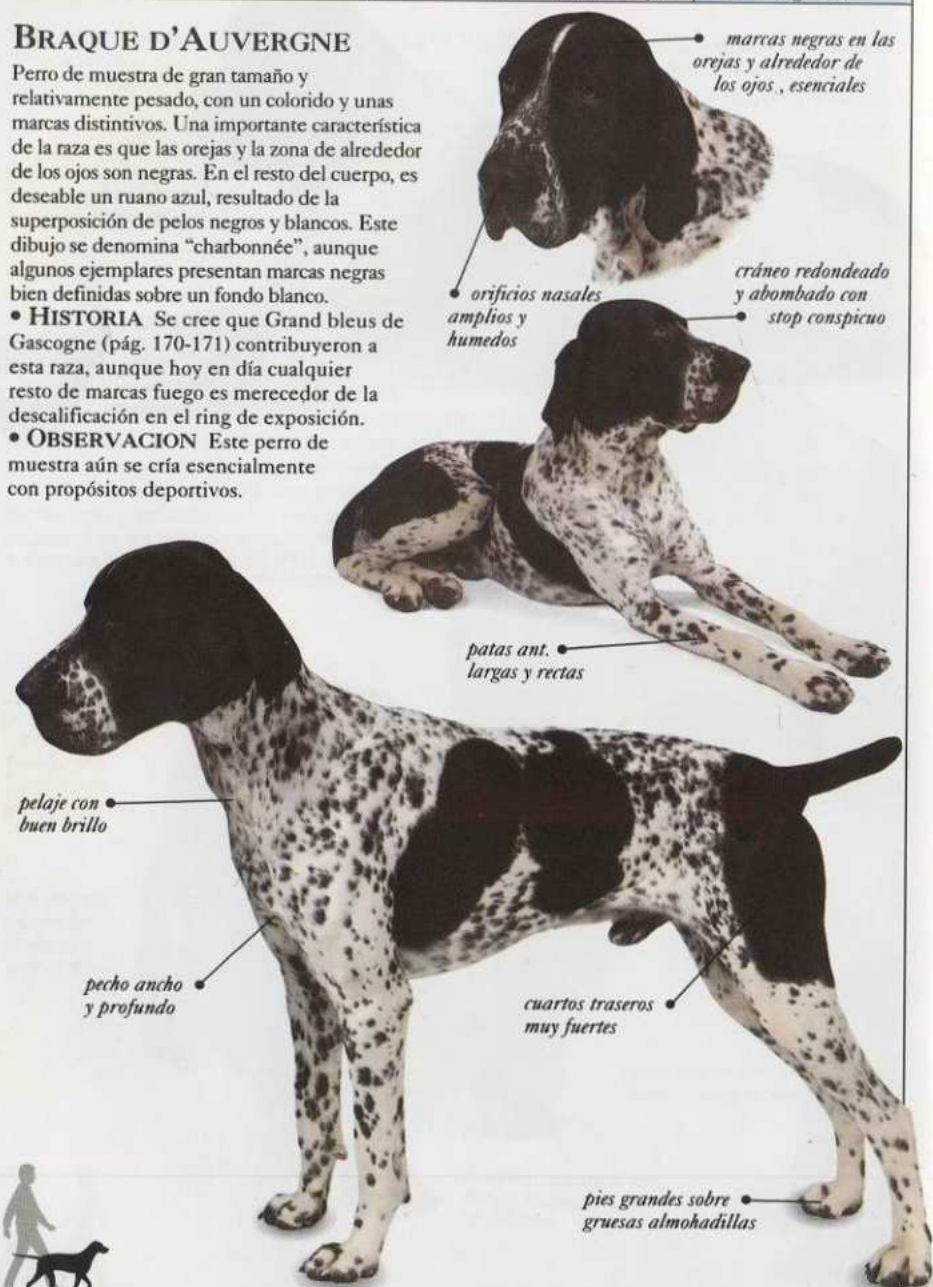 BRAQUE D'AUVERGNE
Perro de muestra de gran tamaño y
relativamente pesado, con un colorido y unas
marcas distintivos. Una importante característica
de la raza es que las orejas y la zona de alrededor
de los ojos son negras. En el resto del cuerpo, es
deseable un ruano azul, resultado de la
superposición de pelos negros y blancos. Este
dibujo se denomina "charbonnée", aunque
algunos ejemplares presentan marcas negras
bien definidas sobre un fondo blanco.
• HISTORIA Se cree que Grand bleus de
Gascogne (pág. 170-171) contribuyeron a
esta raza, aunque hoy en día cualquier
resto de marcas fuego es merecedor de la
descalificación en el ring de exposición.
• OBSERVACION Este perro de
muestra aún se cría esencialmente
con propósitos deportivos.
marcas negras en las
orejas y alrededor de
los ojos , esenciales
orificios nasales
amplios y
humedos
cráneo redondeado
y abombado con
stop conspicuo
patas ant.
largas y rectas
pelaje con
buen brillo
pecho ancho
y profundo
cuartos traseros
muy fuertes
pies grandes sobre
gruesas almohadillas